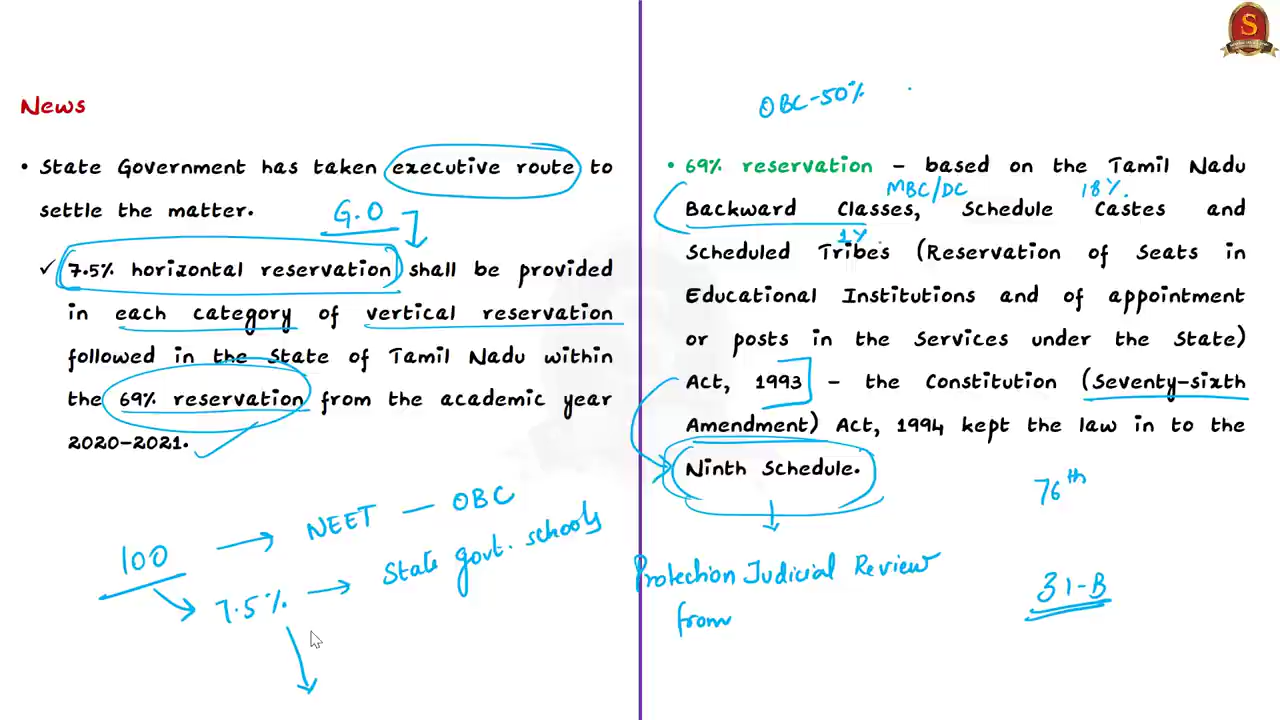 News
• State Government has taken executive route to
settle the matter.
G.O
✓ 7.5% horizontal reservation shall be provided
in each category of vertical reservation
followed in the State of Tamil Nadu within
the 69% reservation from the academic year
2020-2021.
100 → NEET — OBC
7.5% → State govt. schools
S
OBC-50%
• 69% reservation – based on the Tamil Nadu
MBC/DC 18%.
Backward Classes, Schedule Castes and
1%
Scheduled Tribes (Reservation of Seats in
Educational Institutions and of appointment
or posts in the Services under the State)
Act, 1993 – the Constitution (Seventy-sixth
Amendment) Act, 1994 kept the law in to the
Ninth Schedule.
76th
Protection Judicial Review
from
31-B